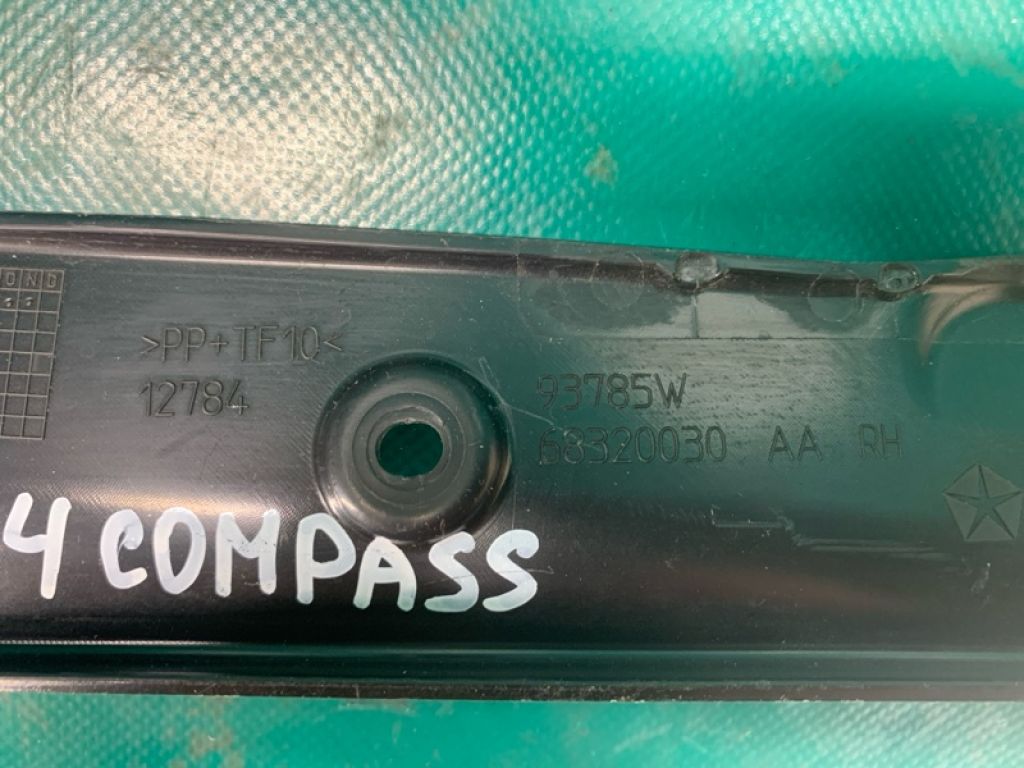 O N D
>PP+TF10<
12784
93785W
68320030 AA RH
4 COMPASS